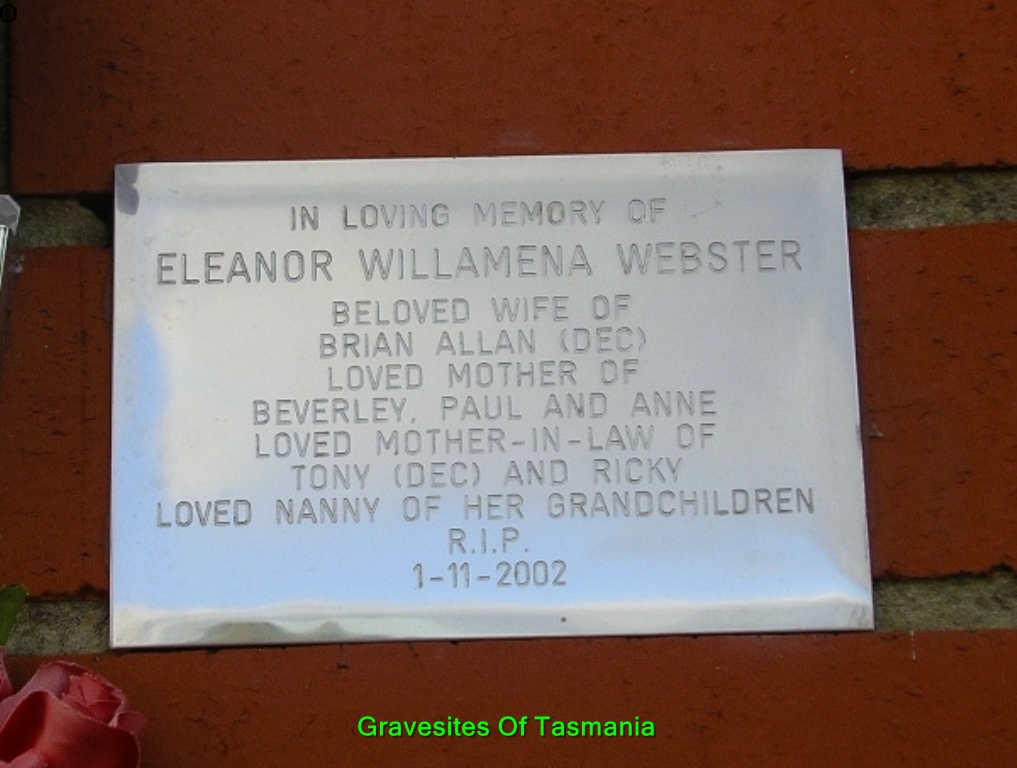 ©
IN LOVING MEMORY OF
ELEANOR WILLAMENA WEBSTER
BELOVED WIFE OF
BRIAN ALLAN (DEC)
LOVED MOTHER OF
BEVERLEY, PAUL AND ANNE
LOVED MOTHER-IN-LAW OF
TONY (DEC) AND RICKY
LOVED NANNY OF HER GRANDCHILDREN
R.I.P.
1-11-2002
Gravesites Of Tasmania